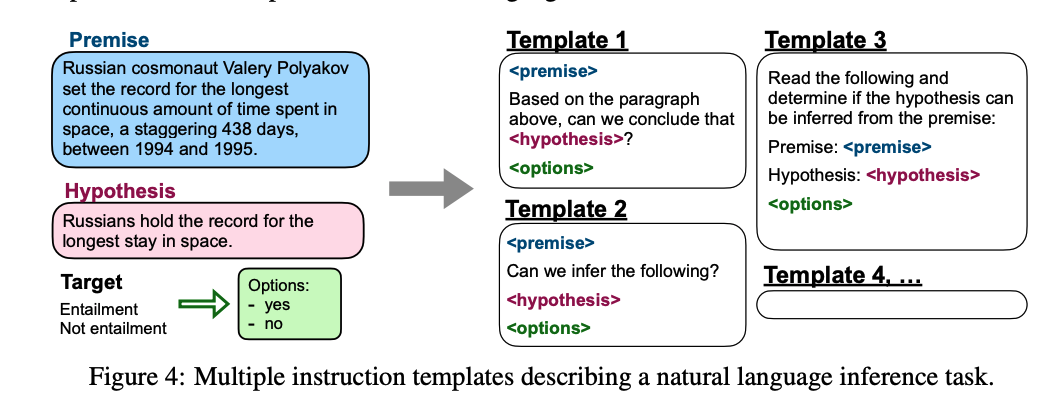 Premise
Russian cosmonaut Valery Polyakov
set the record for the longest
continuous amount of time spent in
space, a staggering 438 days,
between 1994 and 1995.
Hypothesis
Russians hold the record for the
longest stay in space.
Target
Entailment
Not entailment
Options:
- yes
- no
Template 1
<premise>
Based on the paragraph
above, can we conclude that
<hypothesis>?
<options>
Template 2
<premise>
Can we infer the following?
<hypothesis>
<options>
Template 3
Read the following and
determine if the hypothesis can
be inferred from the premise:
Premise: <premise>
Hypothesis: <hypothesis>
<options>
Template 4, …
Figure 4: Multiple instruction templates describing a natural language inference task.